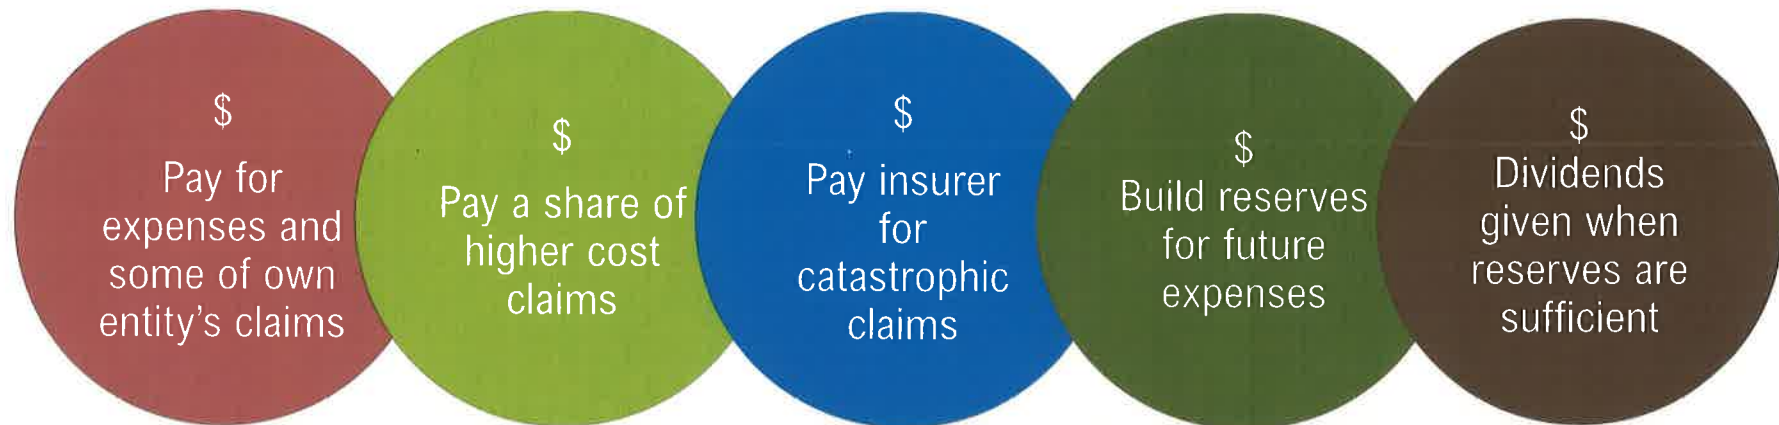 $
Pay for
expenses and
some of own
entity's claims
$
Pay a share of
higher cost
claims
$
Pay insurer
for
catastrophic
claims
$
Build reserves
for future
expenses
$
Dividends
given when
reserves are
sufficient